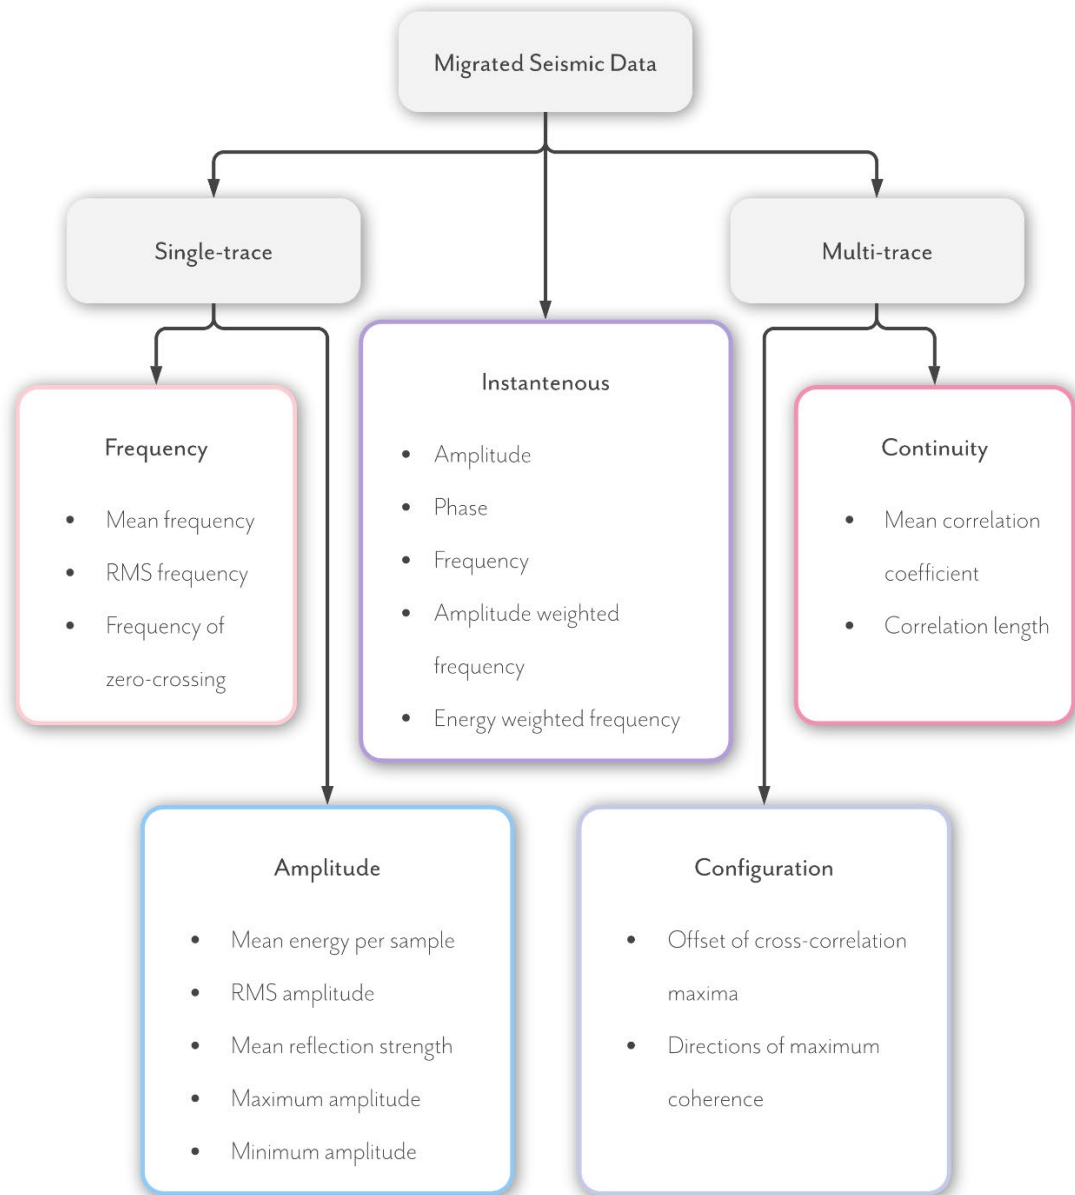 Migrated Seismic Data
Single-trace
Multi-trace
Frequency
• Mean frequency
• RMS frequency
• Frequency of
zero-crossing
Instantenous
• Amplitude
• Phase
• Frequency
• Amplitude weighted
frequency
• Energy weighted frequency
Continuity
• Mean correlation
coefficient
• Correlation length
Amplitude
• Mean energy per sample
• RMS amplitude
• Mean reflection strength
• Maximum amplitude
• Minimum amplitude
Configuration
• Offset of cross-correlation
maxima
• Directions of maximum
coherence